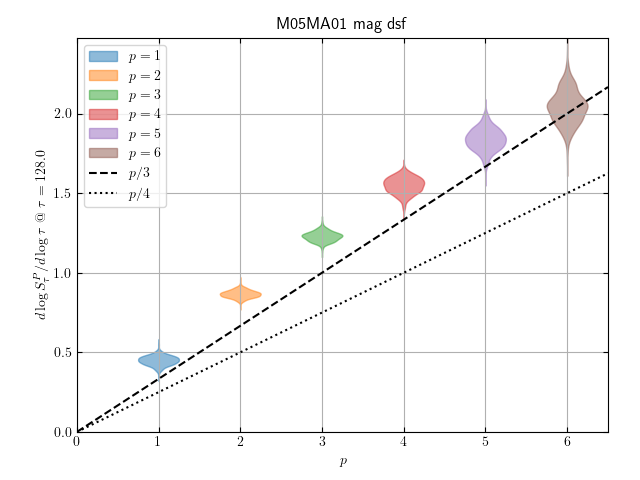 M05MA01 mag dsf
p = 1
p = 2
p = 3
p = 4
p = 5
p = 6
p/3
p/4
d log S_τ^P / d log τ @ τ = 128.0
2.0
1.5
1.0
0.5
0.0
0 1 2 3 4 5 6
p